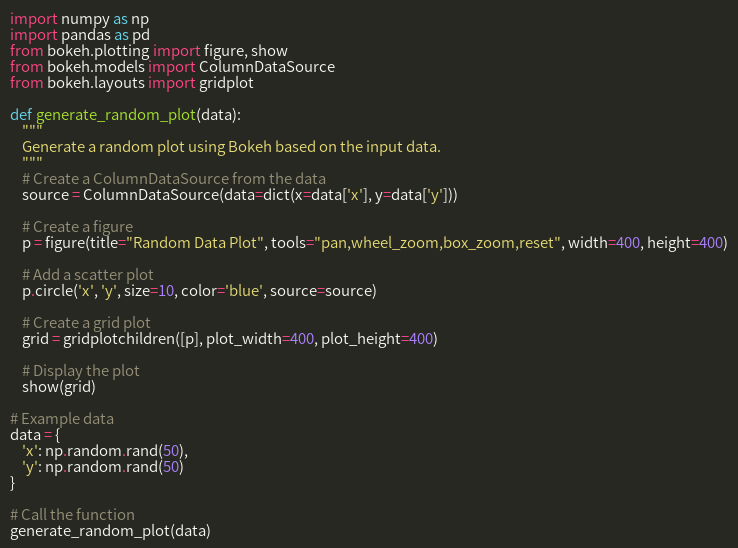 import numpy as np
import pandas as pd
from bokeh.plotting import figure, show
from bokeh.models import ColumnDataSource
from bokeh.layouts import gridplot

def generate_random_plot(data):
    """
    Generate a random plot using Bokeh based on the input data.
    """
    # Create a ColumnDataSource from the data
    source = ColumnDataSource(data=dict(x=data['x'], y=data['y']))

    # Create a figure
    p = figure(title="Random Data Plot", tools="pan,wheel_zoom,box_zoom,reset", width=400, height=400)

    # Add a scatter plot
    p.circle('x', 'y', size=10, color='blue', source=source)

    # Create a grid plot
    grid = gridplotchildren([p], plot_width=400, plot_height=400)

    # Display the plot
    show(grid)

# Example data
data = {
    'x': np.random.rand(50),
    'y': np.random.rand(50)
}

# Call the function
generate_random_plot(data)